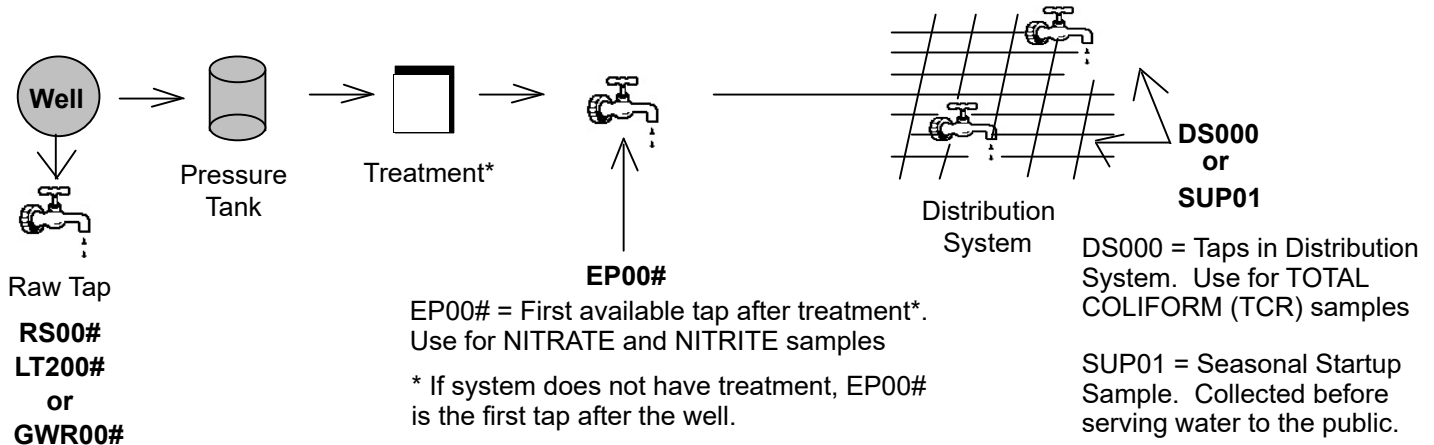 Well
Pressure
Tank
Treatment*
Raw Tap
RS00#
LT200#
or
GWR00#
EP00#
EP00# = First available tap after treatment*.
Use for NITRATE and NITRITE samples
* If system does not have treatment, EP00#
is the first tap after the well.
Distribution
System
DS000
or
SUP01
DS000 = Taps in Distribution
System. Use for TOTAL
COLIFORM (TCR) samples
SUP01 = Seasonal Startup
Sample. Collected before
serving water to the public.